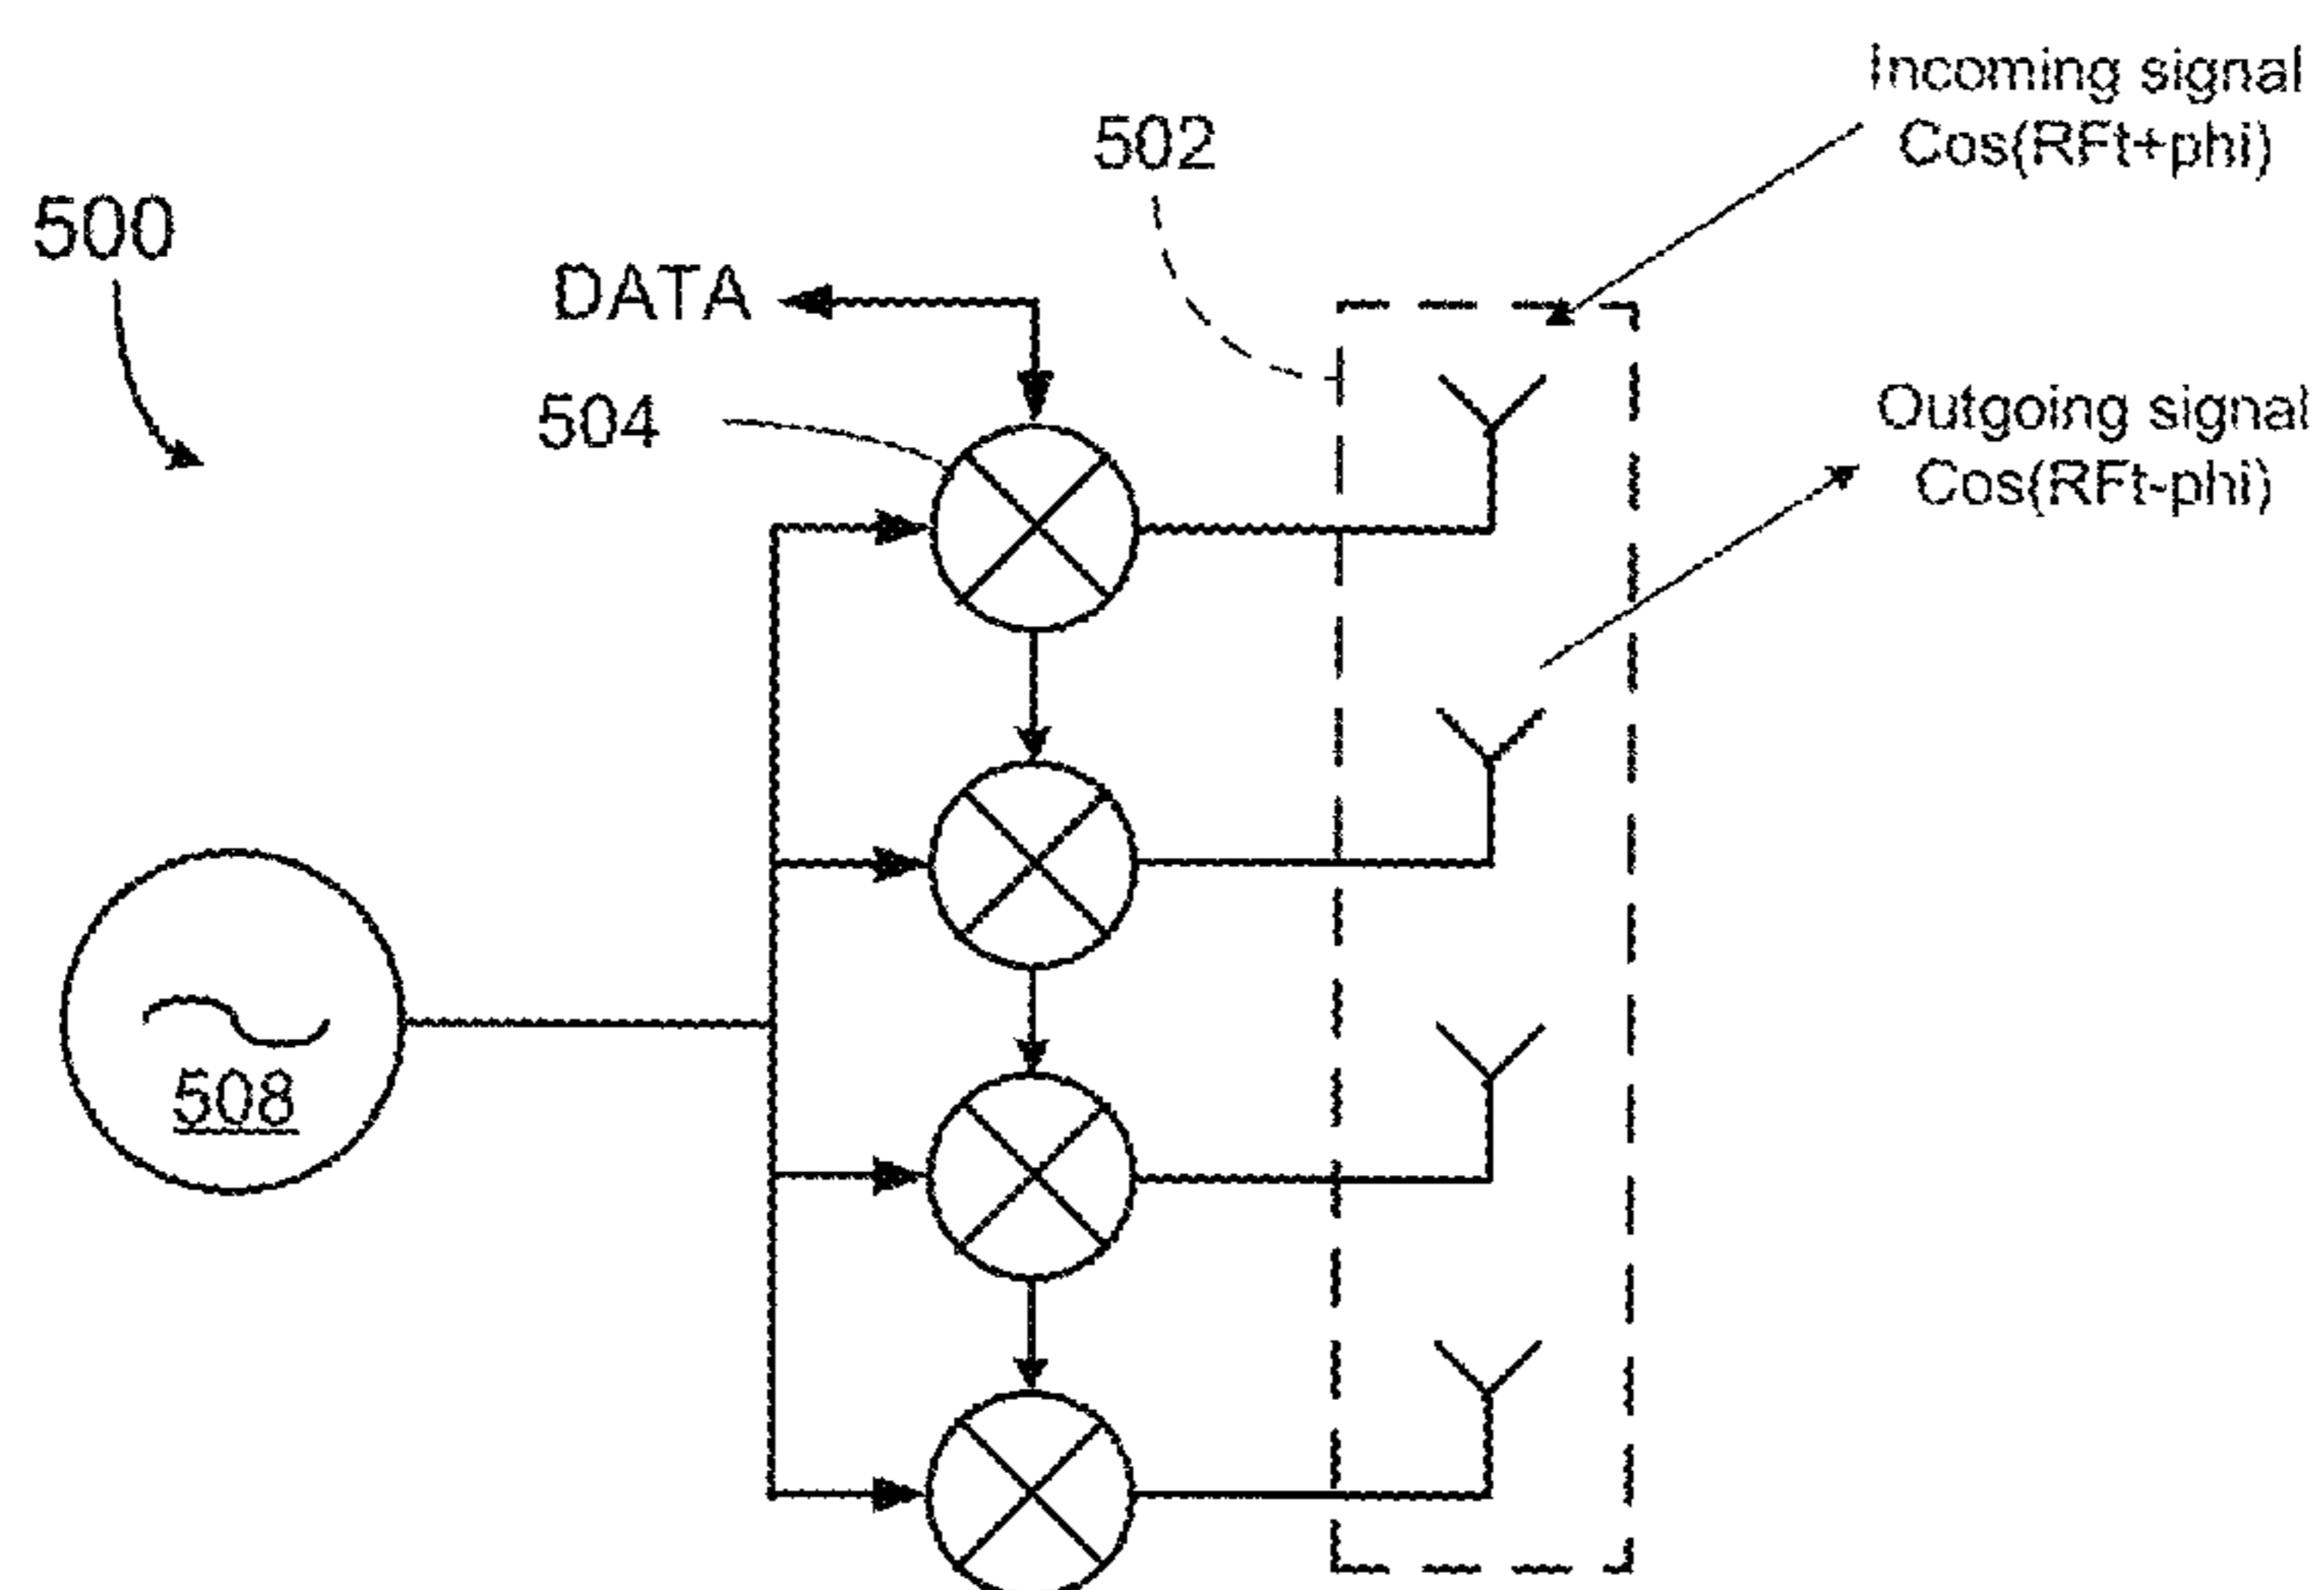 Incoming signal
Cos(RFt+phi)
502
500
DATA
504
Outgoing signal
Cos(RFt-phi)
508